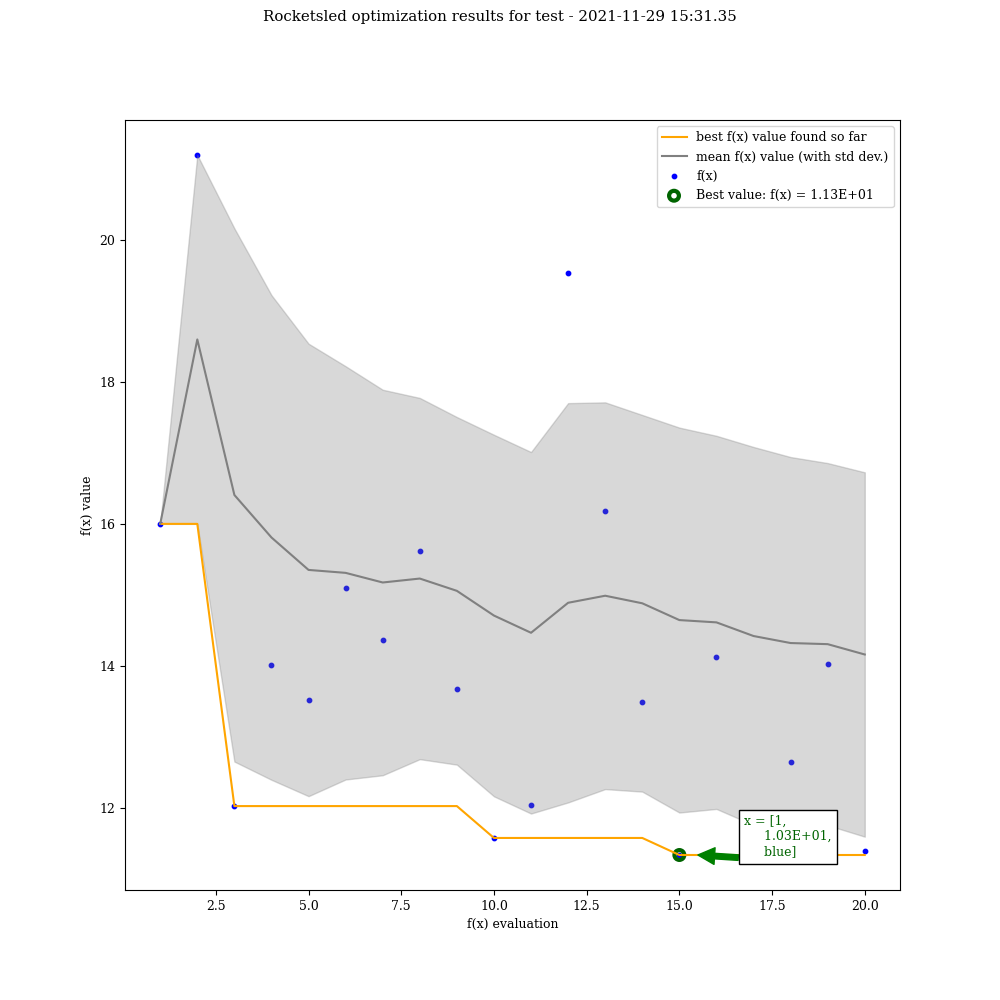 Rocketsled optimization results for test - 2021-11-29 15:31.35
best f(x) value found so far
mean f(x) value (with std dev.)
f(x)
Best value: f(x) = 1.13E+01
20
18
16
14
12
f(x) value
x = [1,
1.03E+01,
blue]
2.5 5.0 7.5 10.0 12.5 15.0 17.5 20.0
f(x) evaluation